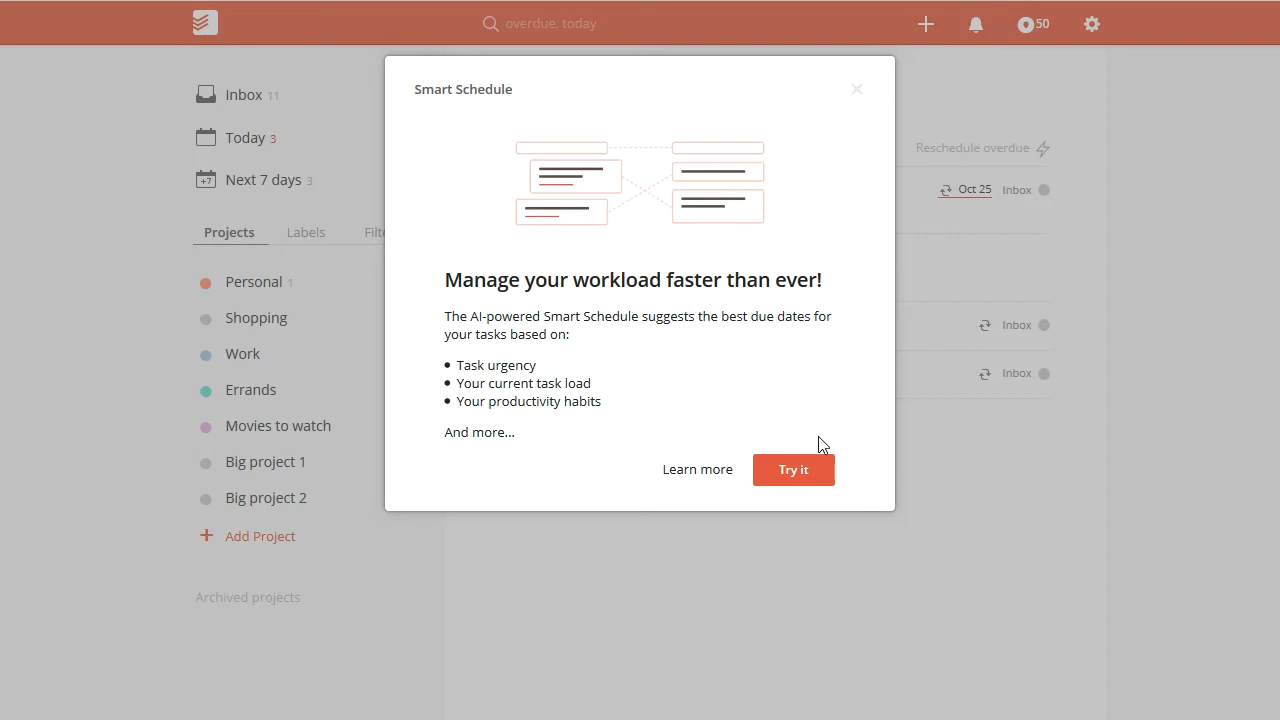 overdue, today
50
Inbox 11
Today 3
Next 7 days 3
Projects Labels Filte
Personal 1
Shopping
Work
Errands
Movies to watch
Big project 1
Big project 2
+ Add Project
Archived projects
Smart Schedule
Manage your workload faster than ever!
The AI-powered Smart Schedule suggests the best due dates for
your tasks based on:
• Task urgency
• Your current task load
• Your productivity habits
And more...
Learn more Try it
Reschedule overdue
Oct 25 Inbox
Inbox
Inbox